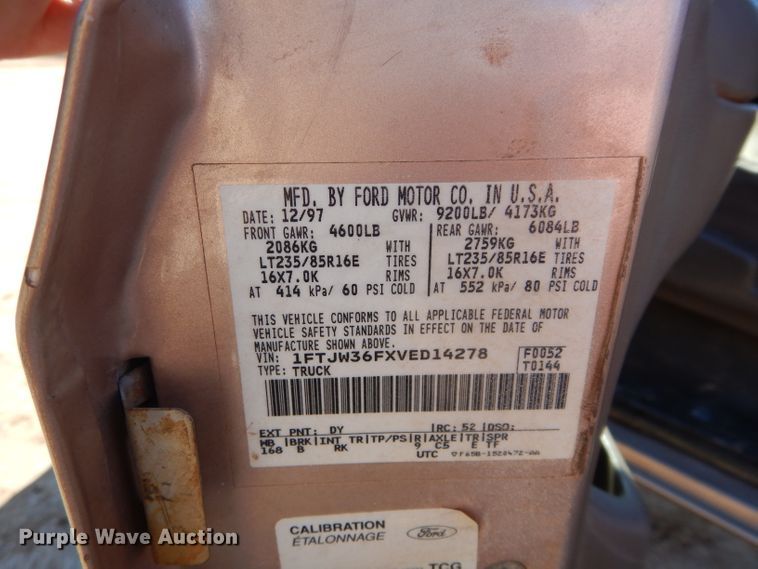 MFD. BY FORD MOTOR CO. IN U.S.A.
DATE: 12/97 GVWR: 9200LB/ 4173KG
FRONT GAWR: 4600LB REAR GAWR: 6084LB
2086KG WITH 2759KG WITH
LT235/85R16E TIRES LT235/85R16E TIRES
16X7.0K RIMS 16X7.0K RIMS
AT 414 kPa/ 60 PSI COLD AT 552 kPa/ 80 PSI COLD
THIS VEHICLE CONFORMS TO ALL APPLICABLE FEDERAL MOTOR
VEHICLE SAFETY STANDARDS IN EFFECT ON THE DATE OF
MANUFACTURE SHOWN ABOVE.
VIN: 1FTJW36FXVED14278 F0052
TYPE: TRUCK T0144
EXT PNT: DY RC: 52 DSO:
WB BRK INT TR TP/PS R AXLE TR SPR
168 B RK 9 C5 E TF
UTC ▽F65B-1520472-AA
CALIBRATION
ÉTALONNAGE
Ford
TCG
Purple Wave Auction